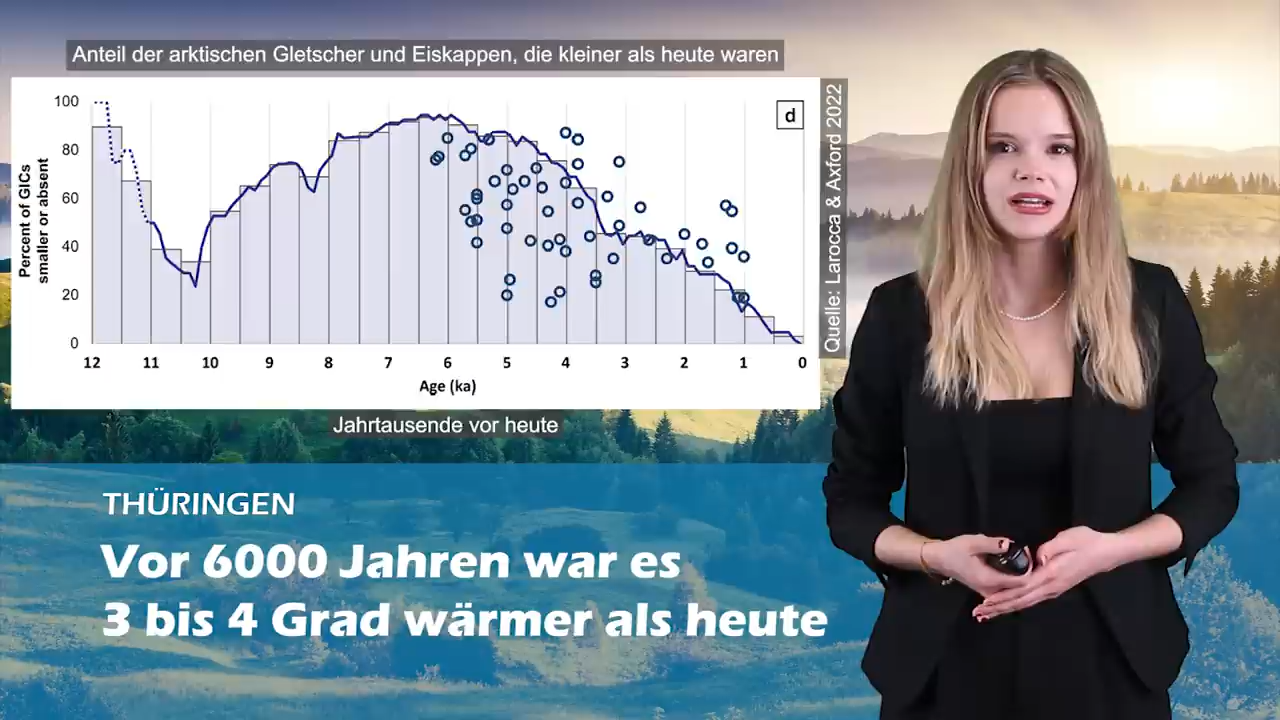 Anteil der arktischen Gletscher und Eiskappen, die kleiner als heute waren
Percent of GICs
smaller or absent
100
80
60
40
20
0
d
12 11 10 9 8 7 6 5 4 3 2 1 0
Age (ka)
Quelle: Larocca & Axford 2022
Jahrtausende vor heute
THÜRINGEN
Vor 6000 Jahren war es
3 bis 4 Grad wärmer als heute